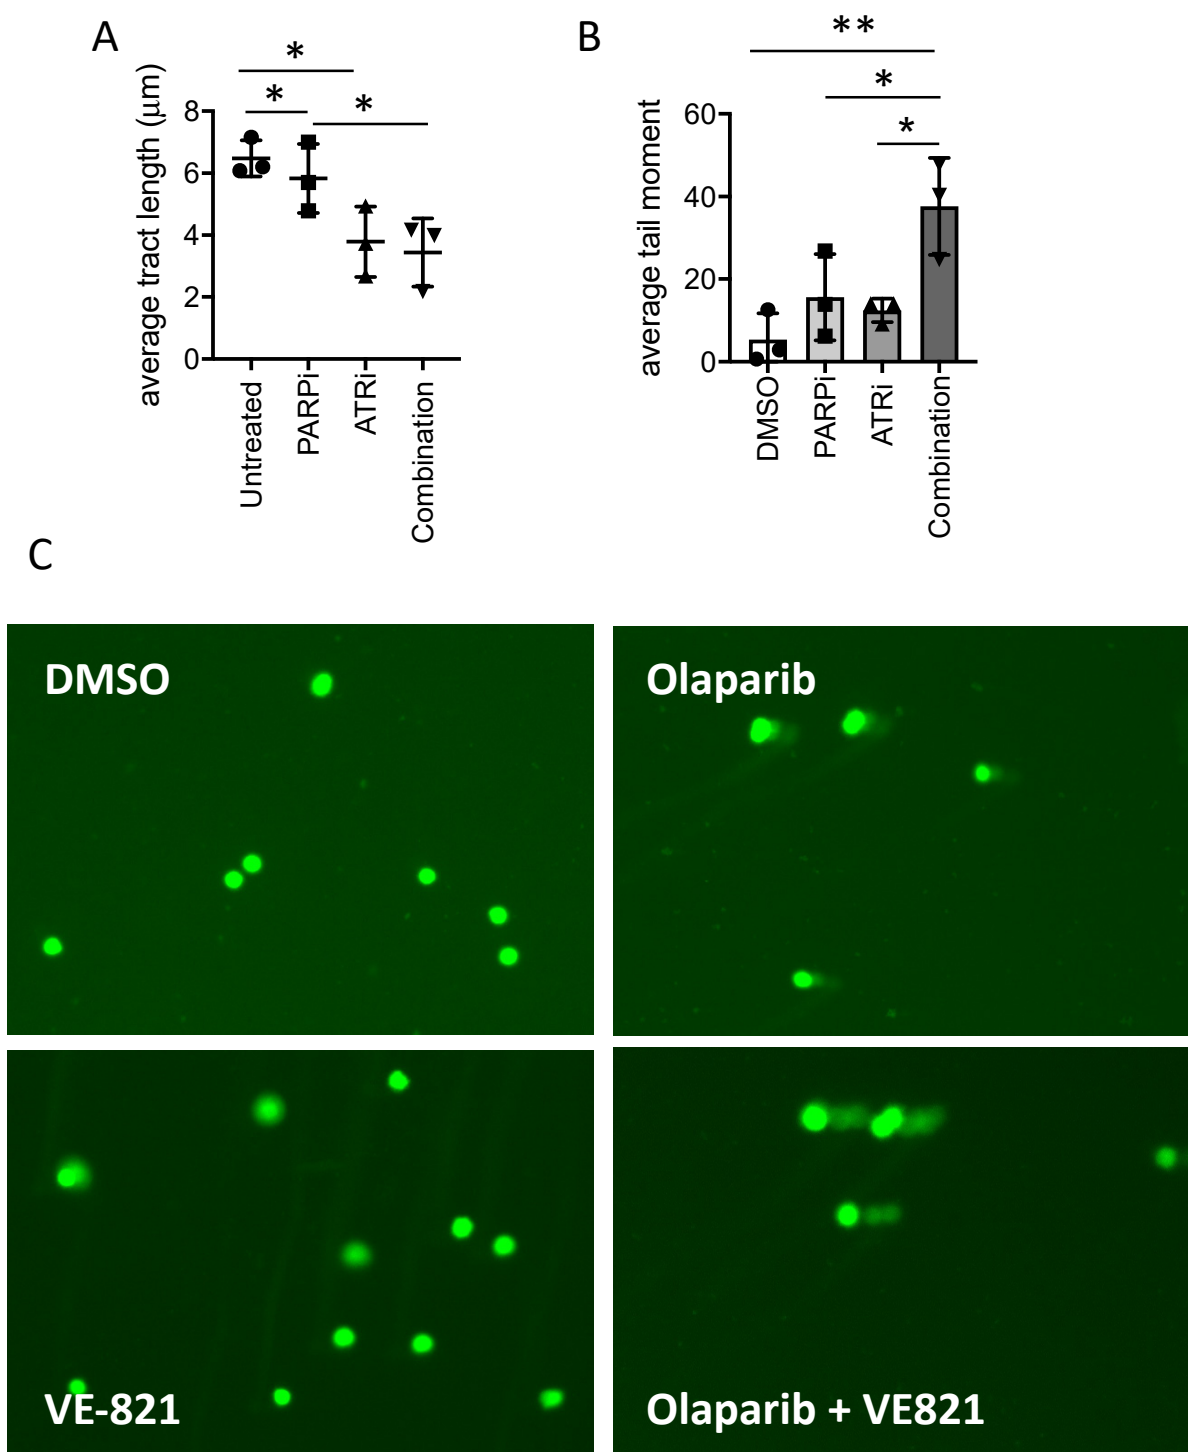 A
*
*
*
average tract length (μm)
8
6
4
2
0
Untreated
PARPi
ATRi
Combination
B
**
*
*
average tail moment
60
40
20
0
DMSO
PARPi
ATRi
Combination
C
DMSO
Olaparib
VE-821
Olaparib + VE821